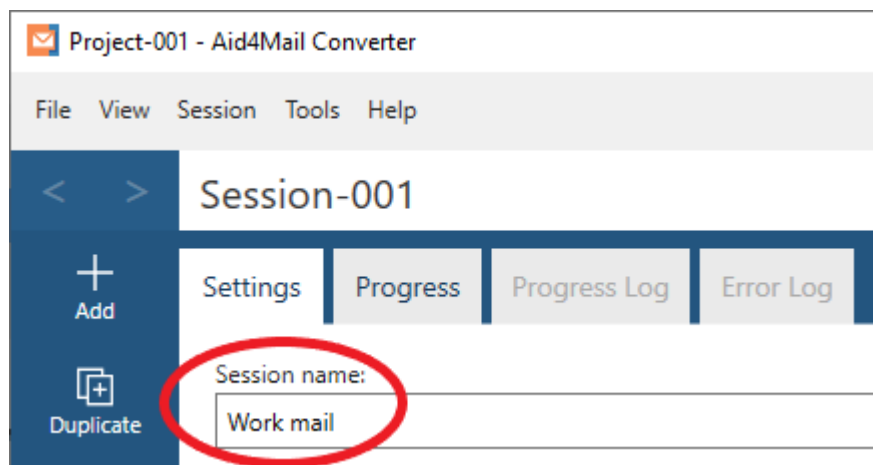 Project-001 - Aid4Mail Converter
File View Session Tools Help
< > Session-001
Add
Settings Progress Progress Log Error Log
Duplicate
Session name:
Work mail